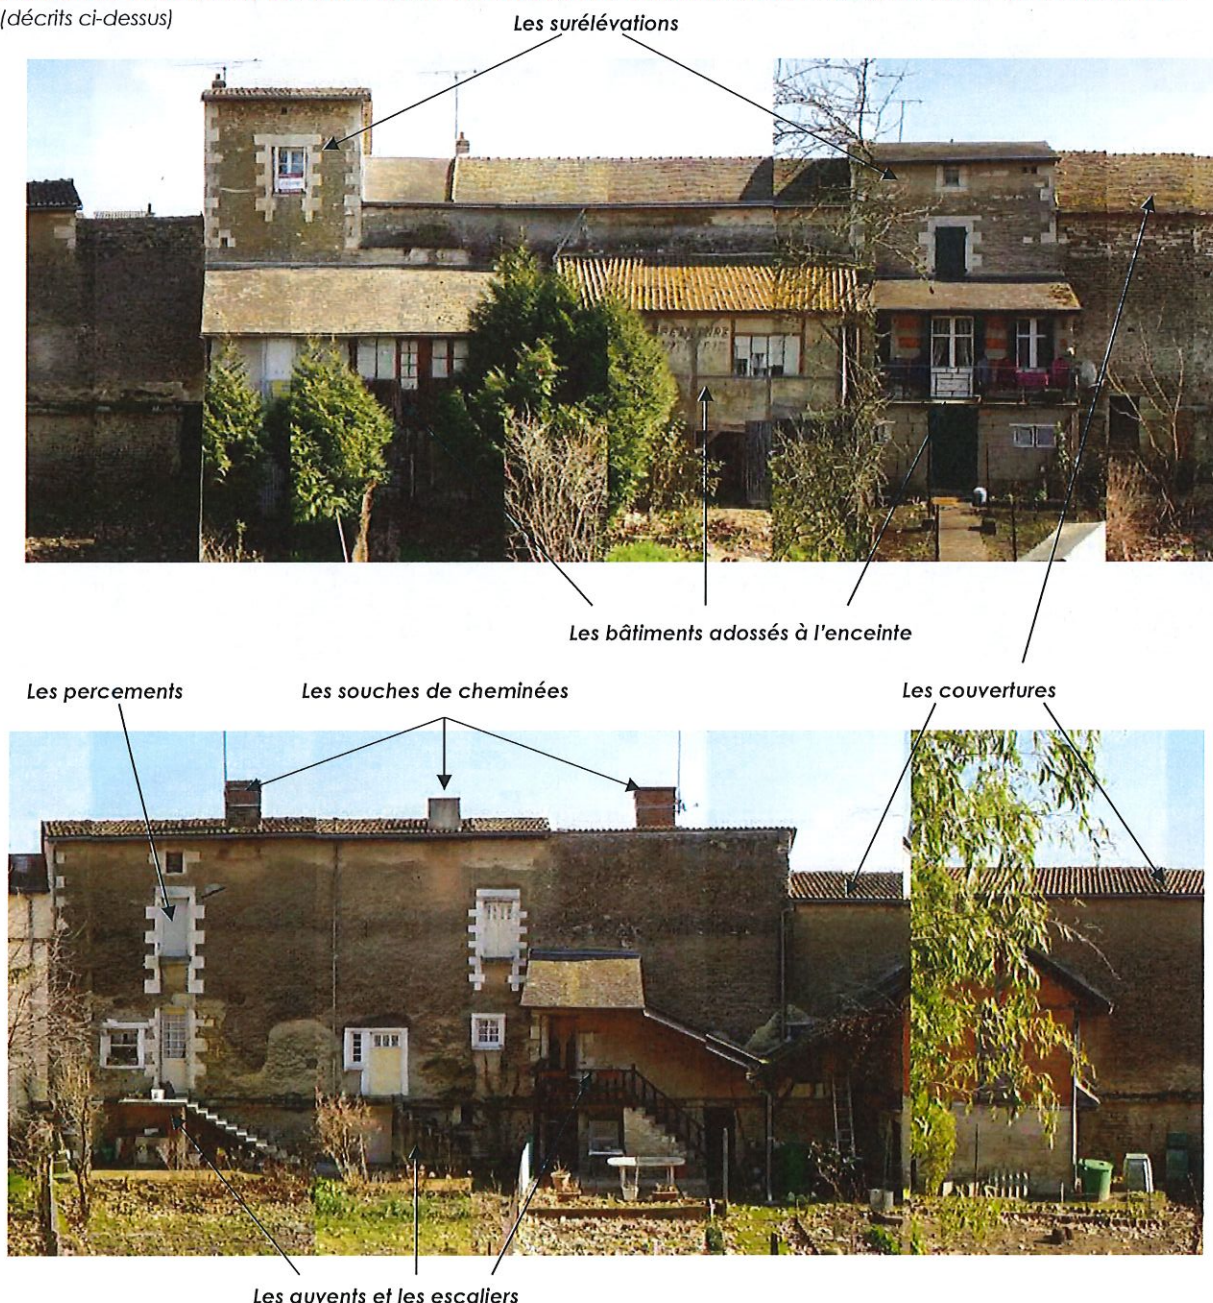 (décrits ci-dessus)
Les surélévations
PEINTURE
Les bâtiments adossés à l'enceinte
Les percements
Les souches de cheminées
Les couvertures
Les auvents et les escaliers